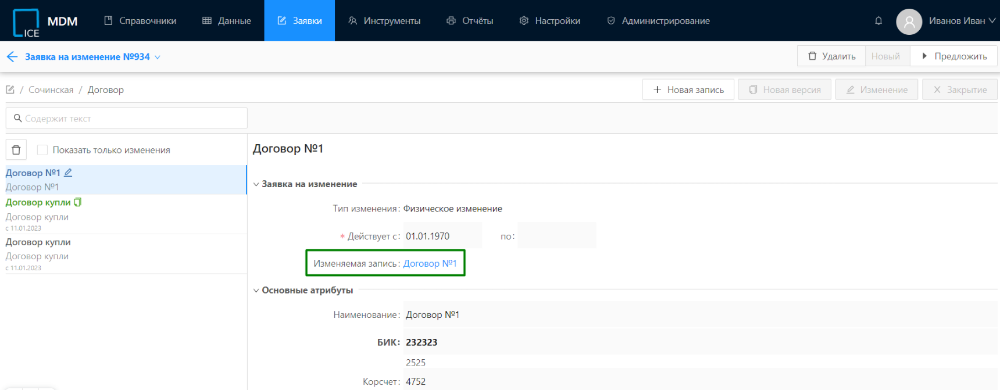 ICE MDM Справочники Данные Заявки Инструменты Отчёты Настройки Администрирование Иванов Иван
Заявка на изменение №934 Удалить Новый Предложить
/ Сочинская / Договор + Новая запись Новая версия Изменение Закрытие
Содержит текст
Показать только изменения
Договор №1
Договор №1
Договор купли
Договор купли
с 11.01.2023
Договор купли
Договор купли
с 11.01.2023
Договор №1
Заявка на изменение
Тип изменения: Физическое изменение
* Действует с: 01.01.1970 по:
Изменяемая запись: Договор №1
Основные атрибуты
Наименование: Договор №1
БИК: 232323
2525
Корсчет: 4752